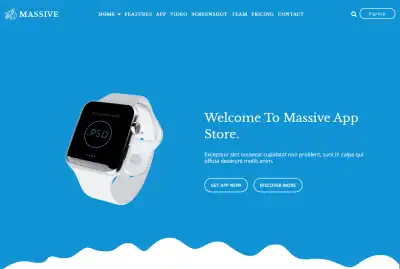 MASSIVE
HOME FEATURES APP VIDEO SCREENSHOT TEAM PRICING CONTACT
Sign Up
.PSD
Welcome To Massive App
Store.
Excepteur sint occaecat cupidatat non proident, sunt in culpa qui
officia deserunt mollit anim.
GET APP NOW DISCOVER MORE